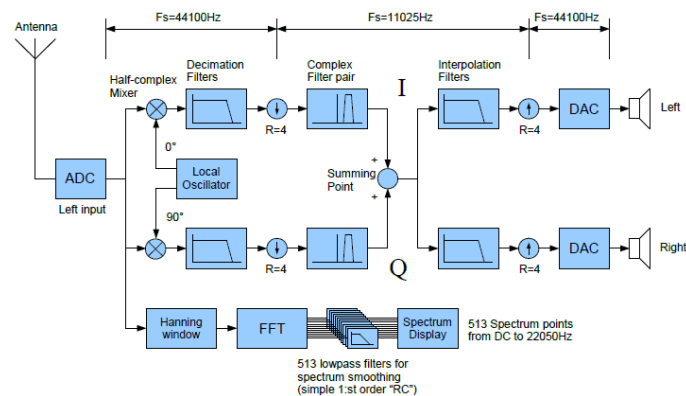 Fs=44100Hz
Fs=11025Hz
Fs=44100Hz
Antenna
Half-complex
Mixer
Decimation
Filters
Complex
Filter pair
I
Interpolation
Filters
R=4
R=4
DAC
Left
0°
ADC
Left input
Local
Oscillator
+
Summing
Point
+
90°
R=4
Q
R=4
DAC
Right
Hanning
window
FFT
Spectrum
Display
513 Spectrum points
from DC to 22050Hz
513 lowpass filters for
spectrum smoothing
(simple 1:st order "RC")